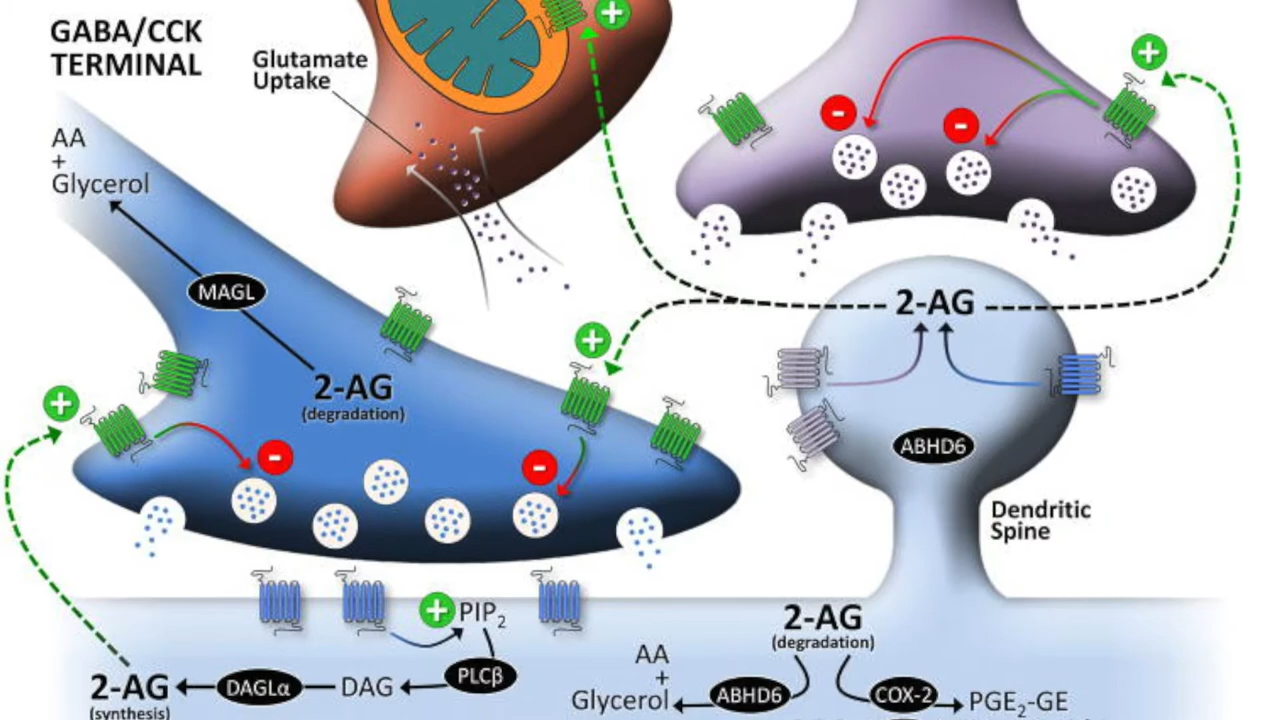 GABA/CCK
TERMINAL
Glutamate
Uptake
+
+
-
-
AA
+
Glycerol
MAGL
2-AG
2-AG
(degradation)
+
+
-
-
ABHD6
Dendritic
Spine
+
PIP₂
2-AG
(degradation)
AA
+
Glycerol
PLCβ
2-AG
(synthesis)
DAGLα
DAG
ABHD6
COX-2
PGE₂-GE